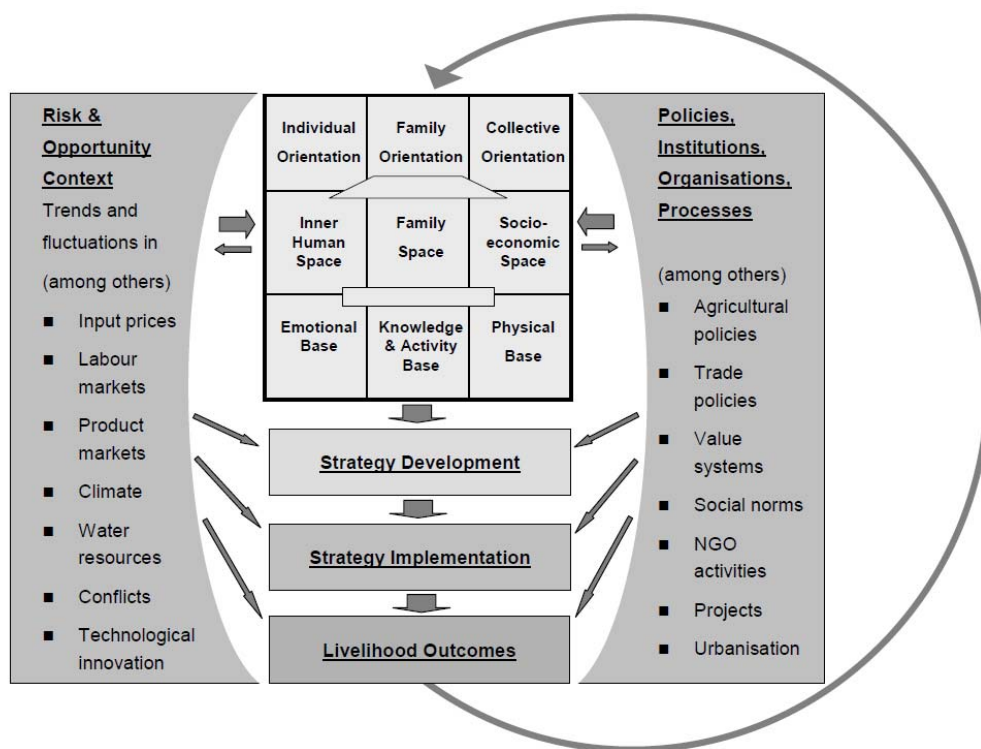 Risk &
Opportunity
Context
Trends and
fluctuations in
(among others)
■ Input prices
■ Labour
markets
■ Product
markets
■ Climate
■ Water
resources
■ Conflicts
■ Technological
innovation
Individual
Orientation
Family
Orientation
Collective
Orientation
Inner
Human
Space
Family
Space
Socio-
economic
Space
Emotional
Base
Knowledge
& Activity
Base
Physical
Base
Strategy Development
Strategy Implementation
Livelihood Outcomes
Policies,
Institutions,
Organisations,
Processes
(among others)
■ Agricultural
policies
■ Trade
policies
■ Value
systems
■ Social norms
■ NGO
activities
■ Projects
■ Urbanisation